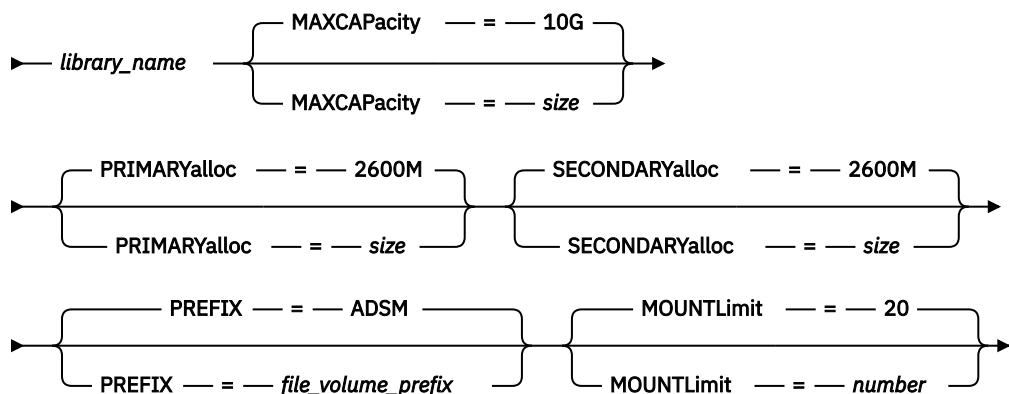 MAXCAPacity = 10G
library_name
MAXCAPacity = size
PRIMARYalloc = 2600M SECONDARYalloc = 2600M
PRIMARYalloc = size SECONDARYalloc = size
PREFIX = ADSM MOUNTLimit = 20
PREFIX = file_volume_prefix MOUNTLimit = number